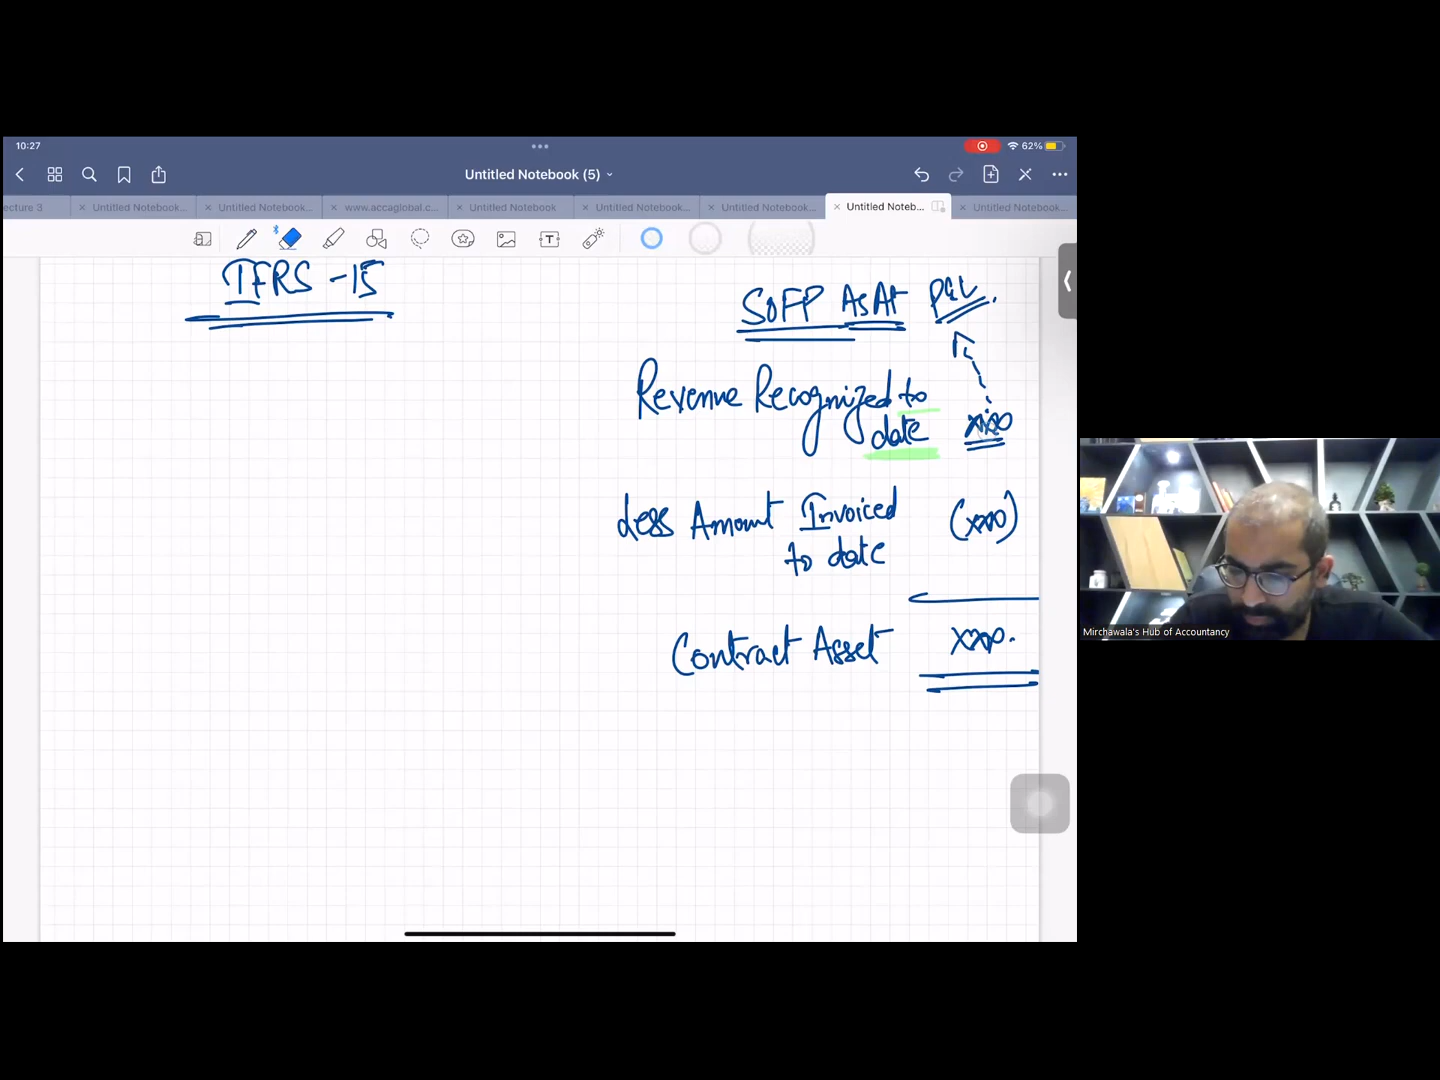 10:27
62%
Untitled Notebook (5)
ecture 3
Untitled Notebook...
Untitled Notebook...
www.accaglobal.c...
Untitled Notebook
Untitled Notebook...
Untitled Notebook...
Untitled Noteb...
Untitled Notebook...
IFRS -15
SOFP As At P&L.
Revenue Recognized to
date xxx
Less Amount Invoiced (xxx)
to date
Contract Asset xxx.
Mirchawala's Hub of Accountancy